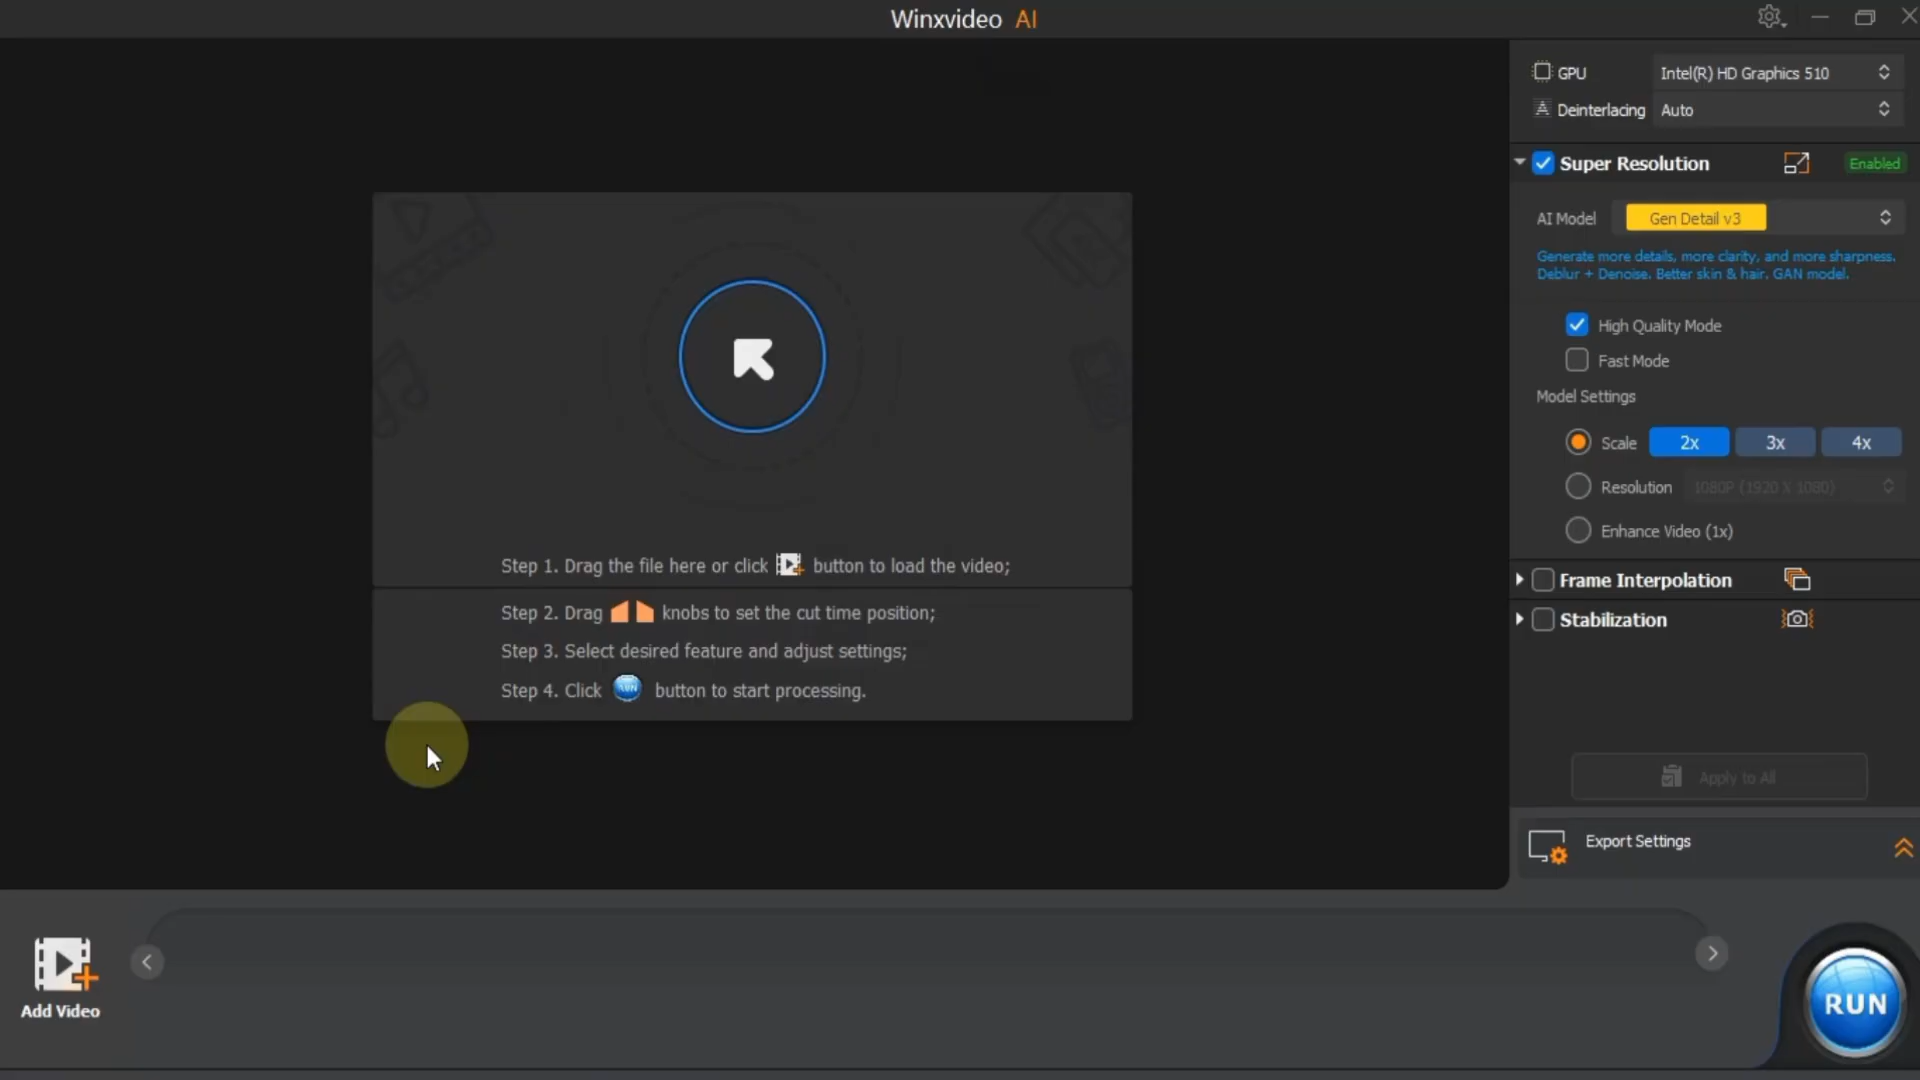 Winxvideo AI
GPU
Intel(R) HD Graphics 510
Deinterlacing
Auto
Super Resolution
Enabled
AI Model
Gen Detail v3
Generate more details, more clarity, and more sharpness.
Deblur + Denoise. Better skin & hair. GAN model.
High Quality Mode
Fast Mode
Model Settings
Scale
2x
3x
4x
Resolution
1080P (1920 X 1080)
Enhance Video (1x)
Frame Interpolation
Stabilization
Apply to All
Export Settings
Step 1. Drag the file here or click button to load the video;
Step 2. Drag knobs to set the cut time position;
Step 3. Select desired feature and adjust settings;
Step 4. Click RUN button to start processing.
Add Video
RUN